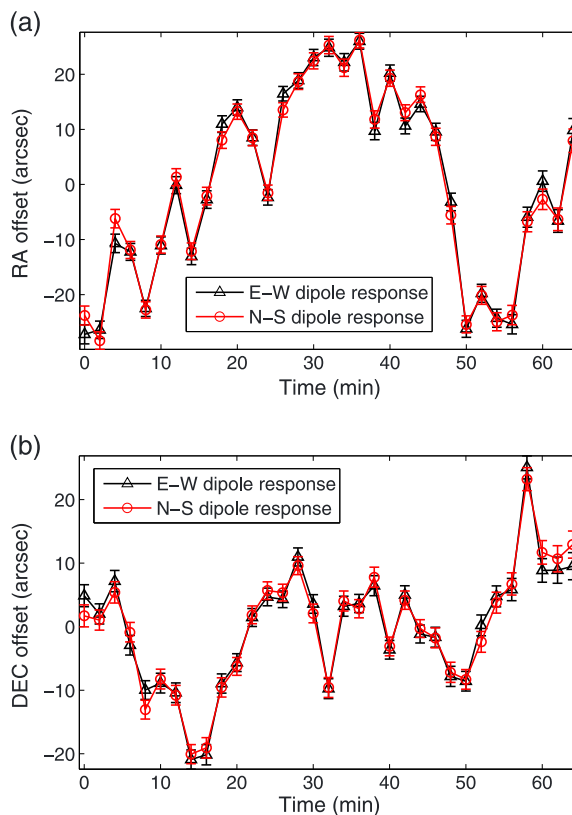 (a)
20
10
0
−10
−20
RA offset (arcsec)
E−W dipole response
N−S dipole response
0 10 20 30 40 50 60
Time (min)
(b)
20
10
0
−10
−20
DEC offset (arcsec)
E−W dipole response
N−S dipole response
0 10 20 30 40 50 60
Time (min)